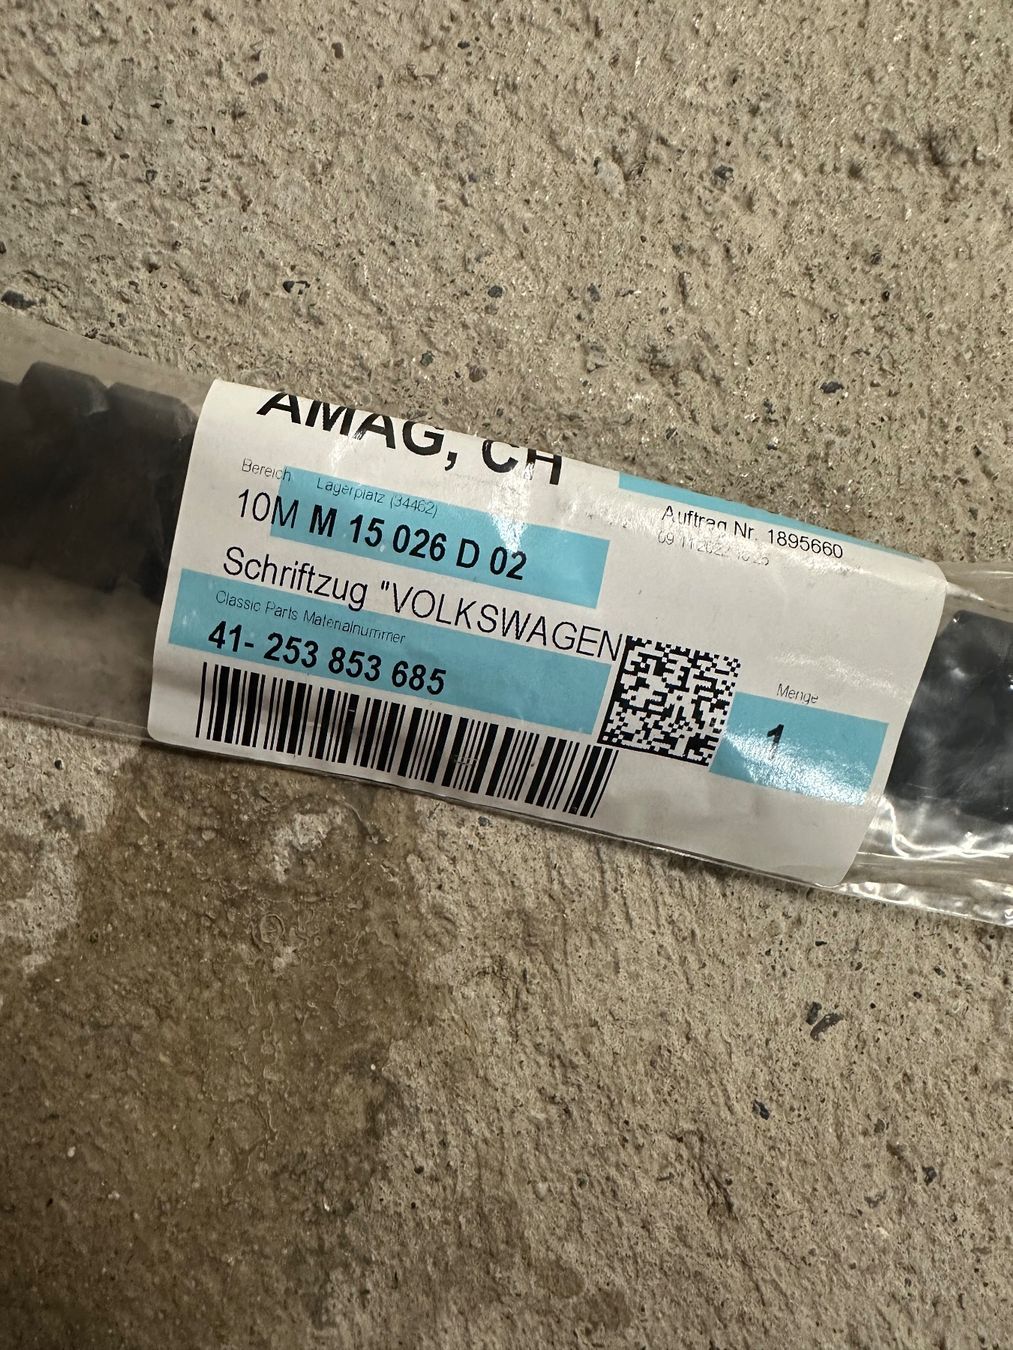 AMAG, CH
Bereich Lagerplatz (34462)
10M M 15 026 D 02
Auftrag Nr. 1895660
Schriftzug "VOLKSWAGEN
Classic Parts Materialnummer
41- 253 853 685
Menge
1